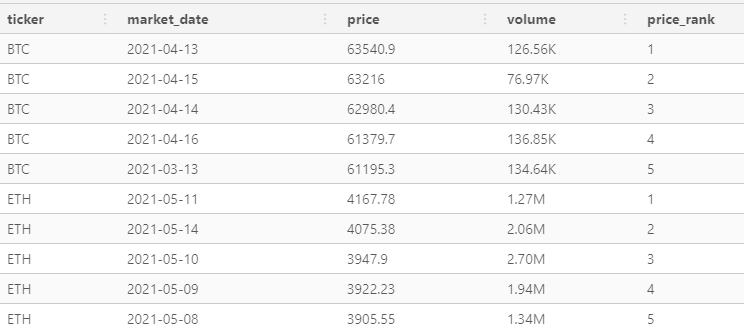 ticker market_date price volume price_rank
BTC 2021-04-13 63540.9 126.56K 1
BTC 2021-04-15 63216 76.97K 2
BTC 2021-04-14 62980.4 130.43K 3
BTC 2021-04-16 61379.7 136.85K 4
BTC 2021-03-13 61195.3 134.64K 5
ETH 2021-05-11 4167.78 1.27M 1
ETH 2021-05-14 4075.38 2.06M 2
ETH 2021-05-10 3947.9 2.70M 3
ETH 2021-05-09 3922.23 1.94M 4
ETH 2021-05-08 3905.55 1.34M 5